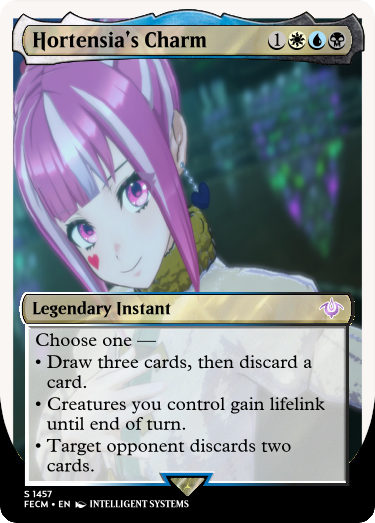 Hortensia's Charm 1
Legendary Instant
Choose one —
• Draw three cards, then discard a
card.
• Creatures you control gain lifelink
until end of turn.
• Target opponent discards two
cards.
S 1457
FECM • EN INTELLIGENT SYSTEMS